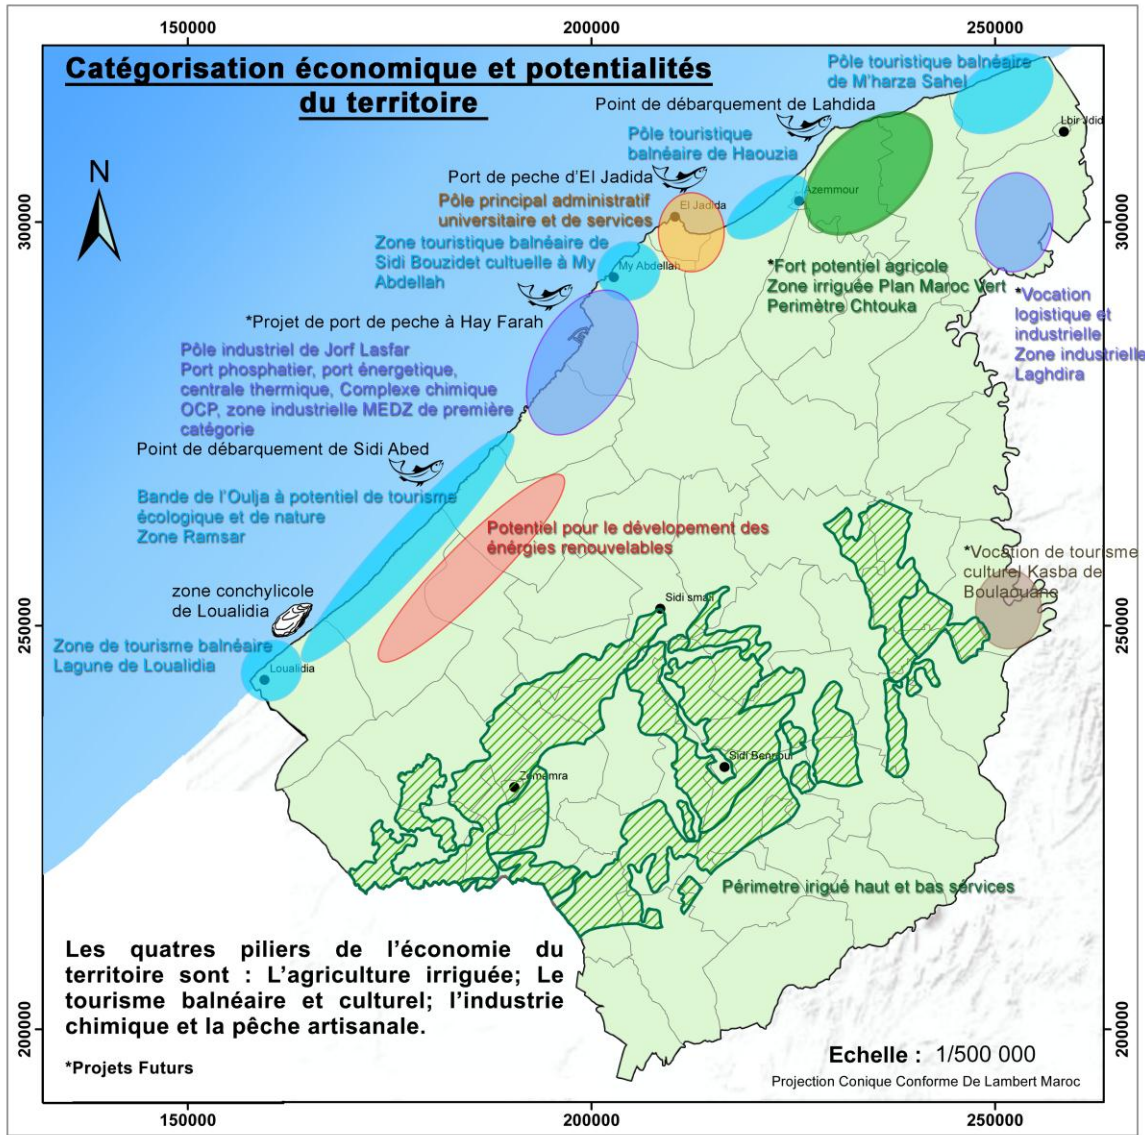 150000
200000
250000
Catégorisation économique et potentialités
du territoire
Pôle touristique balnéaire
de M'harza Sahel
Point de débarquement de Lahdida
Lbir Jdid
Pôle touristique
balnéaire de Haouzia
N
Port de peche d'El Jadida
Azemmour
300000
Pôle principal administratif
universitaire et de services
El Jadida
300000
Zone touristique balnéaire de
Sidi Bouzidet cultuelle à My
Abdellah
My Abdellah
*Fort potentiel agricole
Zone irriguée Plan Maroc Vert
Perimètre Chtouka
*Vocation
logistique et
industrielle
Zone industrielle
Laghdira
*Projet de port de peche à Hay Farah
Pôle industriel de Jorf Lasfar
Port phosphatier, port énergetique,
centrale thermique, Complexe chimique
OCP, zone industrielle MEDZ de première
catégorie
Point de débarquement de Sidi Abed
Bande de l'Oulja à potentiel de tourisme
écologique et de nature
Zone Ramsar
Potentiel pour le dévelopement des
énérgies renouvelables
*Vocation de tourisme
culturel Kasba de
Boulaouane
zone conchylicole
de Loualidia
Sidi smail
250000
250000
Zone de tourisme balnéaire
Lagune de Loualidia
Loualidia
Sidi Bennour
Zemamra
Périmetre irigué haut et bas sérvices
Les quatres piliers de l'économie du
territoire sont : L'agriculture irriguée; Le
tourisme balnéaire et culturel; l'industrie
chimique et la pêche artisanale.
200000
200000
*Projets Futurs
Echelle : 1/500 000
Projection Conique Conforme De Lambert Maroc
150000
200000
250000